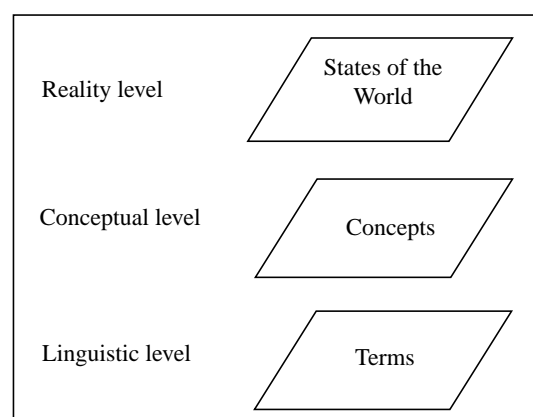 Reality level
States of the
World
Conceptual level
Concepts
Linguistic level
Terms